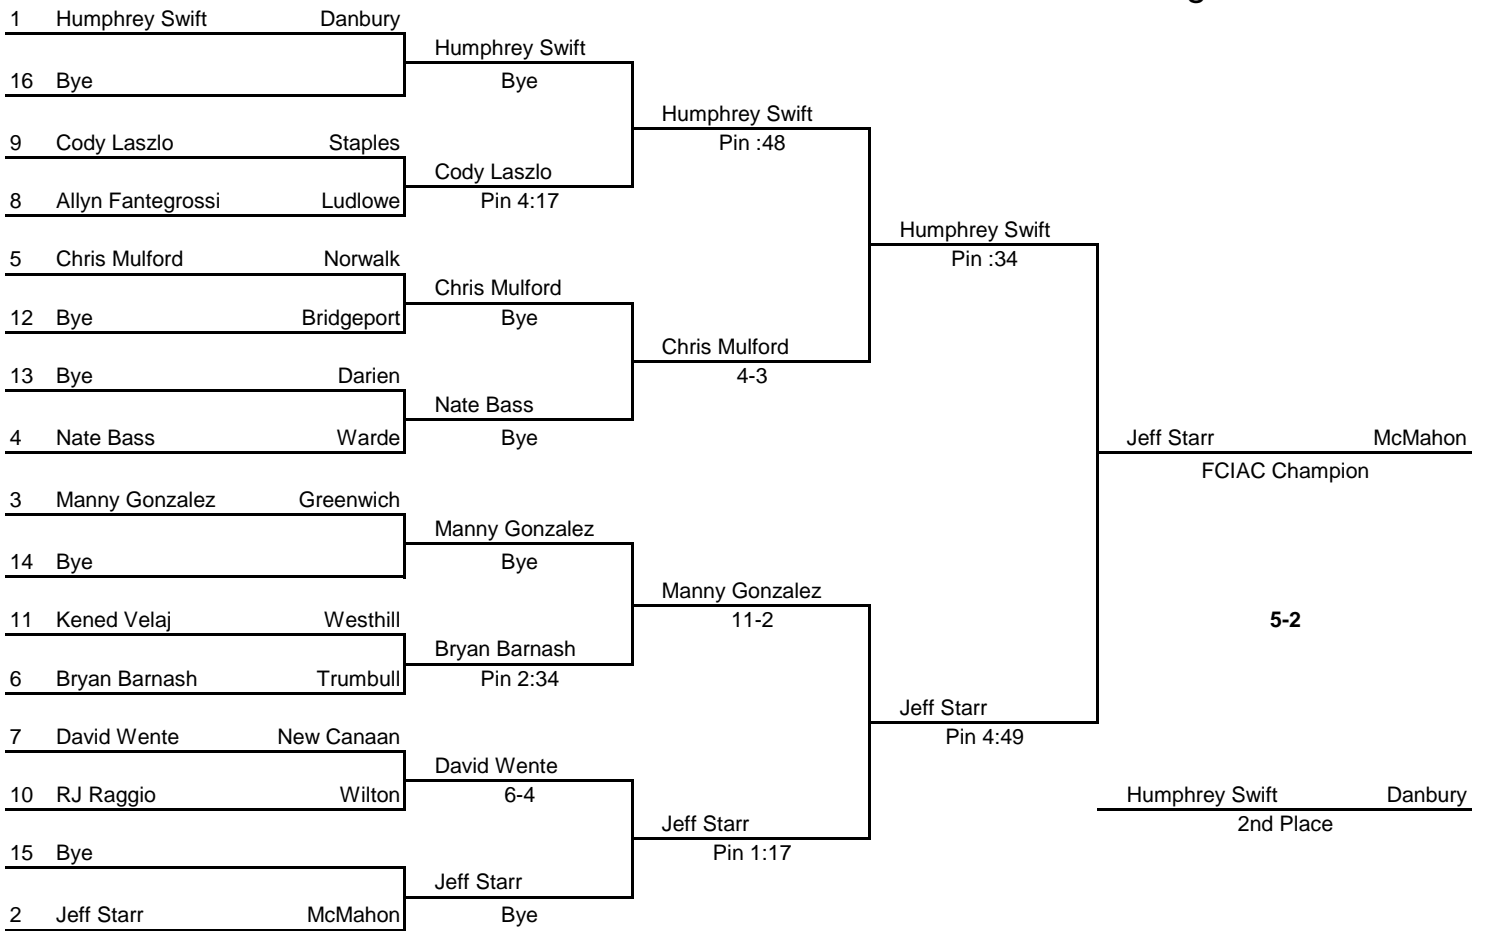 1 Humphrey Swift Danbury
Humphrey Swift
16 Bye
Bye
Humphrey Swift
Pin :48
9 Cody Laszlo Staples
Cody Laszlo
Pin 4:17
8 Allyn Fantegrossi Ludlowe
Humphrey Swift
Pin :34
5 Chris Mulford Norwalk
Chris Mulford
Bye
12 Bye Bridgeport
Chris Mulford
4-3
13 Bye Darien
Nate Bass
Bye
4 Nate Bass Warde
Jeff Starr McMahon
FCIAC Champion
3 Manny Gonzalez Greenwich
Manny Gonzalez
Bye
14 Bye
Manny Gonzalez
11-2
5-2
11 Kened Velaj Westhill
Bryan Barnash
Pin 2:34
6 Bryan Barnash Trumbull
Jeff Starr
Pin 4:49
7 David Wente New Canaan
David Wente
6-4
10 RJ Raggio Wilton
Humphrey Swift Danbury
2nd Place
Jeff Starr
Pin 1:17
15 Bye
Jeff Starr
Bye
2 Jeff Starr McMahon